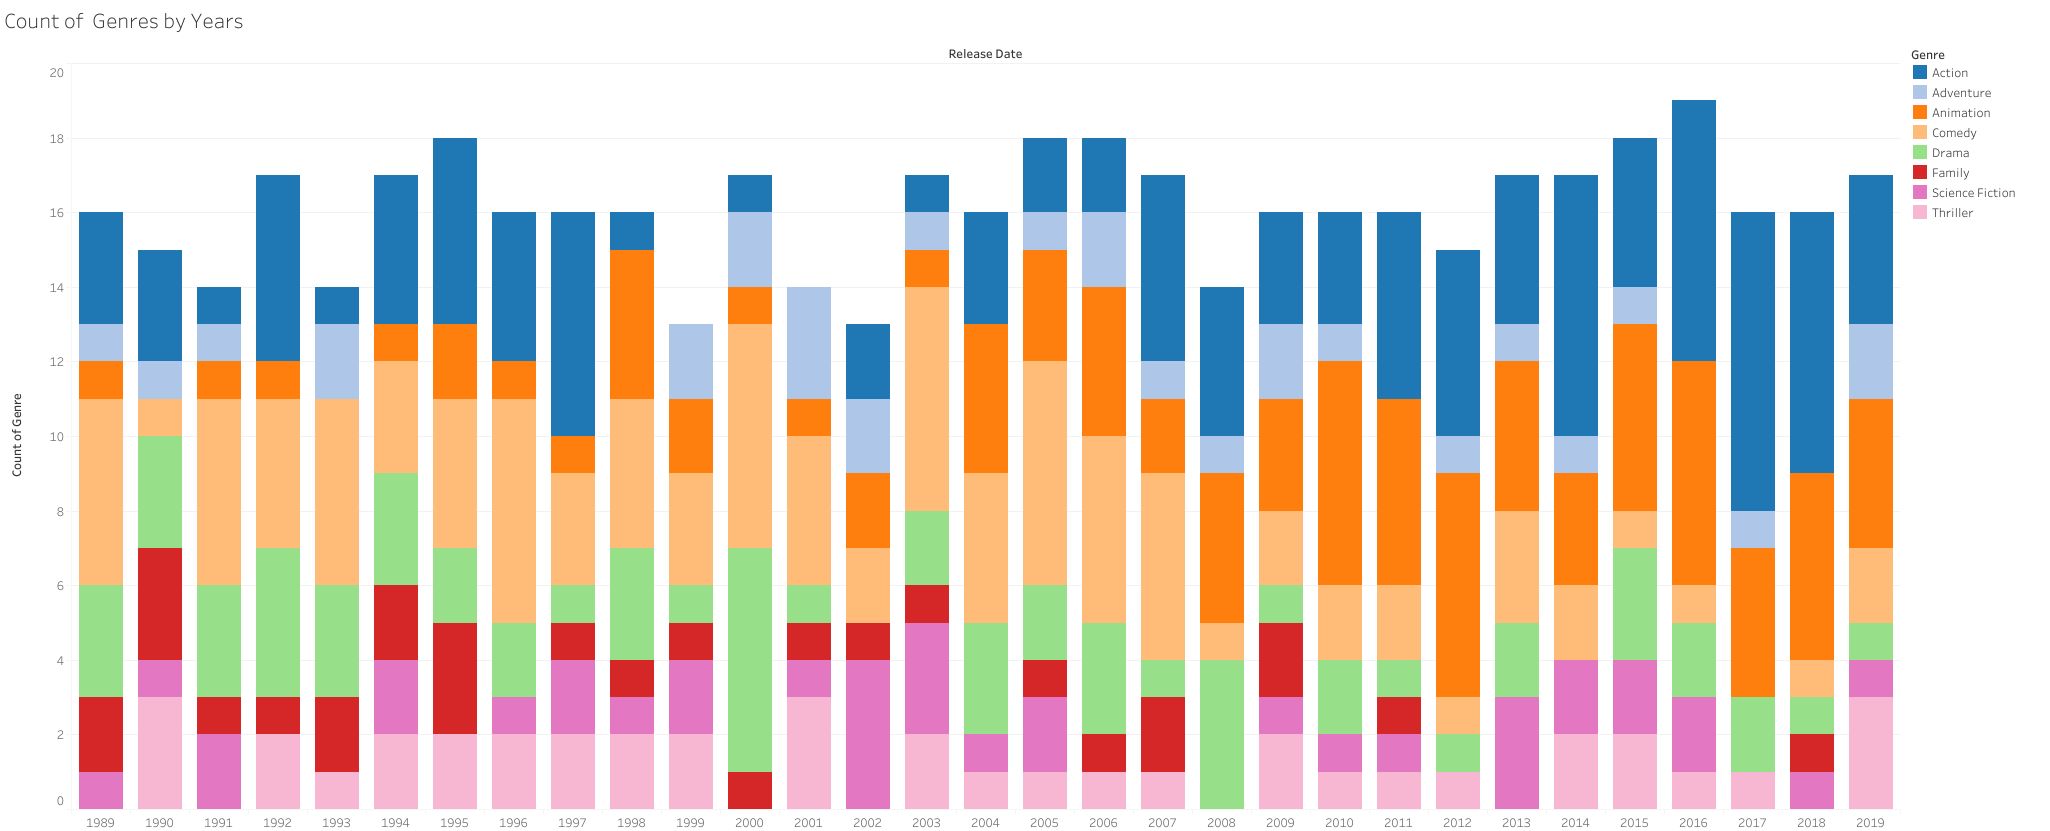 Count of  Genres by Years
Release Date
Genre
Action
Adventure
Animation
Comedy
Drama
Family
Science Fiction
Thriller
Count of Genre
20
18
16
14
12
10
8
6
4
2
0
1989 1990 1991 1992 1993 1994 1995 1996 1997 1998 1999 2000 2001 2002 2003 2004 2005 2006 2007 2008 2009 2010 2011 2012 2013 2014 2015 2016 2017 2018 2019